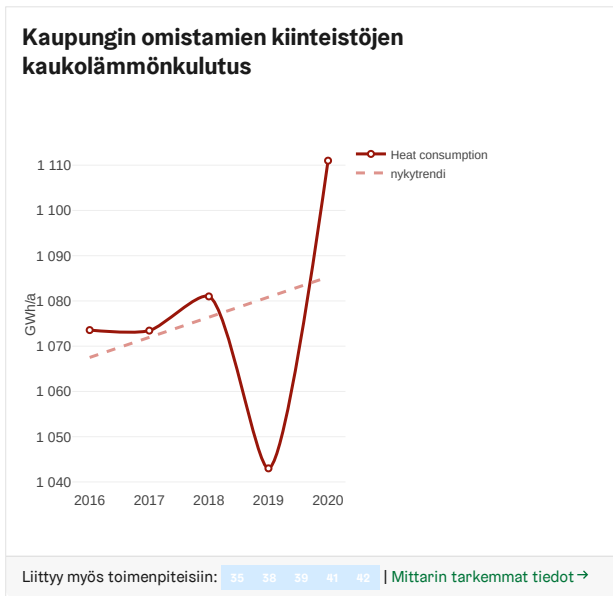 Kaupungin omistamien kiinteistöjen
kaukolämmönkulutus
Heat consumption
nykytrendi
GWh/a
1 110
1 100
1 090
1 080
1 070
1 060
1 050
1 040
2016 2017 2018 2019 2020
Liittyy myös toimenpiteisiin: 35 38 39 41 42 | Mittarin tarkemmat tiedot →